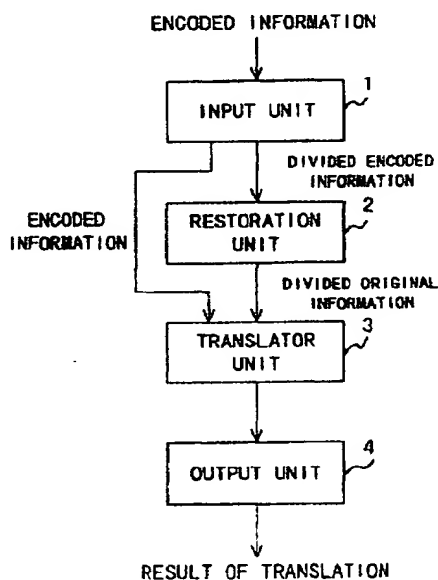 ENCODED INFORMATION
1
INPUT UNIT
DIVIDED ENCODED
INFORMATION
ENCODED
INFORMATION
2
RESTORATION
UNIT
DIVIDED ORIGINAL
INFORMATION
3
TRANSLATOR
UNIT
4
OUTPUT UNIT
RESULT OF TRANSLATION